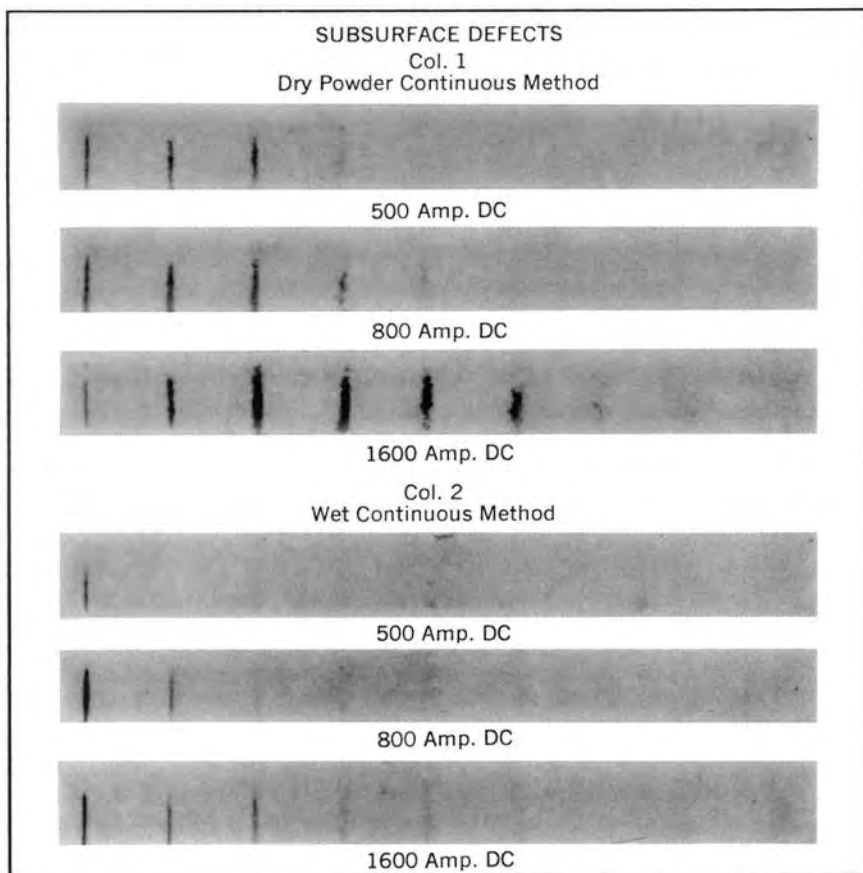 SUBSURFACE DEFECTS
Col. 1
Dry Powder Continuous Method
500 Amp. DC
800 Amp. DC
1600 Amp. DC
Col. 2
Wet Continuous Method
500 Amp. DC
800 Amp. DC
1600 Amp. DC